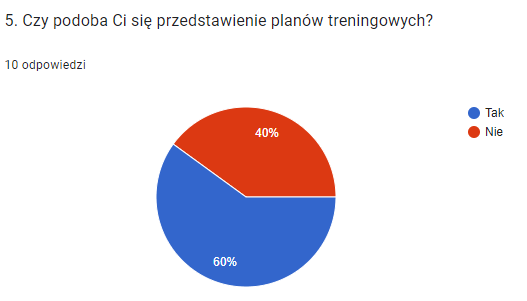 5. Czy podoba Ci się przedstawienie planów treningowych?
10 odpowiedzi
Tak
Nie
40%
60%